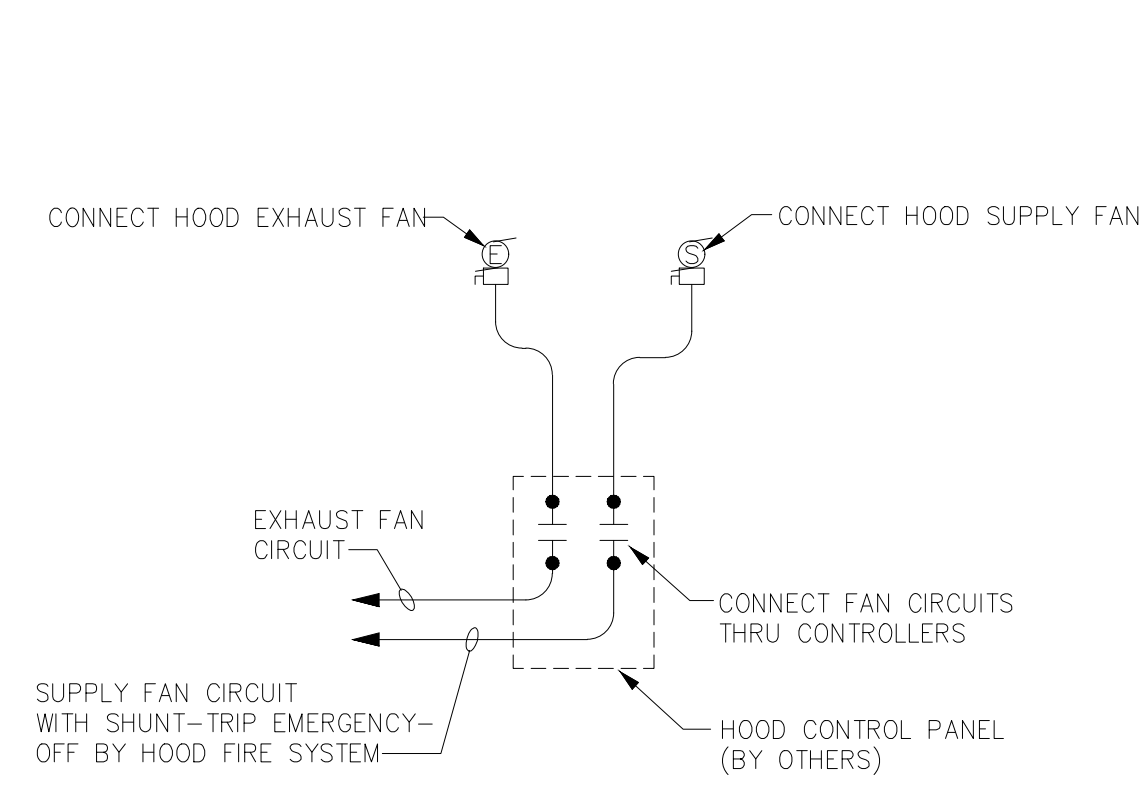 CONNECT HOOD EXHAUST FAN
CONNECT HOOD SUPPLY FAN
E
S
EXHAUST FAN
CIRCUIT
CONNECT FAN CIRCUITS
THRU CONTROLLERS
SUPPLY FAN CIRCUIT
WITH SHUNT-TRIP EMERGENCY-
OFF BY HOOD FIRE SYSTEM
HOOD CONTROL PANEL
(BY OTHERS)